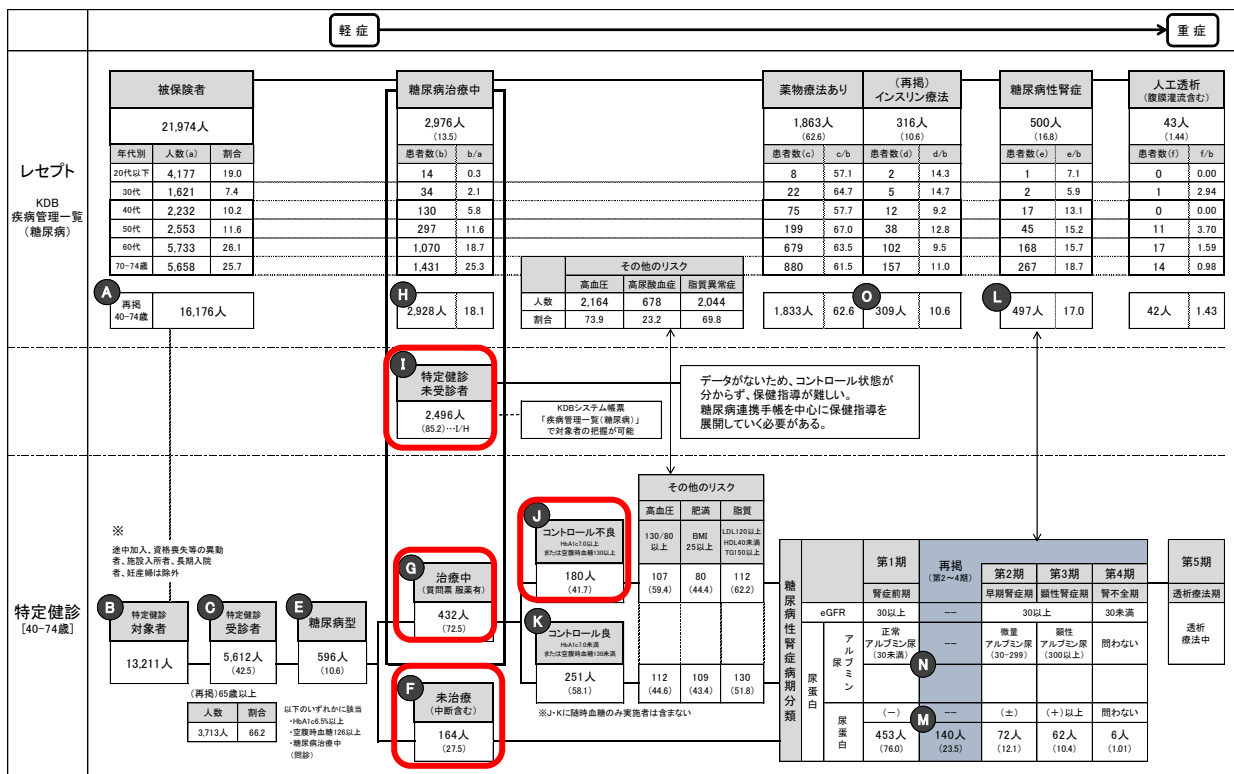 軽症
重症
レセプト
KDB
疾病管理一覧
（糖尿病）
被保険者
21,974人
年代別 人数(a) 割合
20代以下 4,177 19.0
30代 1,621 7.4
40代 2,232 10.2
50代 2,553 11.6
60代 5,733 26.1
70-74歳 5,658 25.7
A
再掲
40-74歳
16,176人
糖尿病治療中
2,976人
(13.5)
患者数(b) b/a
14 0.3
34 2.1
130 5.8
297 11.6
1,070 18.7
1,431 25.3
H
2,928人 18.1
その他のリスク
高血圧 高尿酸血症 脂質異常症
人数 2,164 678 2,044
割合 73.9 23.2 69.8
薬物療法あり
1,863人
(62.6)
患者数(c) c/b
8 57.1
22 64.7
75 57.7
199 67.0
679 63.5
880 61.5
1,833人 62.6
(再掲)
インスリン療法
316人
(10.6)
患者数(d) d/b
2 14.3
5 14.7
12 9.2
38 12.8
102 9.5
157 11.0
O
309人 10.6
糖尿病性腎症
500人
(16.8)
患者数(e) e/b
1 7.1
2 5.9
17 13.1
45 15.2
168 15.7
267 18.7
L
497人 17.0
人工透析
(腹膜灌流含む)
43人
(1.44)
患者数(f) f/b
0 0.00
1 2.94
0 0.00
11 3.70
17 1.59
14 0.98
42人 1.43
I
特定健診
未受診者
2,496人
(85.2)…I/H
KDBシステム帳票
「疾病管理一覧(糖尿病)」
で対象者の把握が可能
データがないため、コントロール状態が
分からず、保健指導が難しい。
糖尿病連携手帳を中心に保健指導を
展開していく必要がある。
特定健診
[40-74歳]
※
途中加入、資格喪失等の異動
者、施設入所者、長期入院
者、妊産婦は除外
B
特定健診
対象者
13,211人
C
特定健診
受診者
5,612人
(42.5)
(再掲)65歳以上
人数 割合
3,713人 66.2
E
糖尿病型
596人
(10.6)
以下のいずれかに該当
・HbA1c6.5%以上
・空腹時血糖126以上
・糖尿病治療中
(問診)
G
治療中
(質問票 服薬有)
432人
(72.5)
F
未治療
(中断含む)
164人
(27.5)
J
コントロール不良
HbA1c7.0以上
または空腹時血糖130以上
180人
(41.7)
K
コントロール良
HbA1c7.0未満
または空腹時血糖130未満
251人
(58.1)
その他のリスク
高血圧 肥満 脂質
130/80
以上
BMI
25以上
LDL120以上
HDL40未満
TG150以上
107 80 112
(59.4) (44.4) (62.2)
112 109 130
(44.6) (43.4) (51.8)
※J・Kに随時血糖のみ実施者は含まない
糖尿病性腎症病期分類
第1期
腎症前期
再掲
(第2～4期)
第2期
早期腎症期
第3期
顕性腎症期
第4期
腎不全期
第5期
透析療法期
eGFR 30以上 -- 30以上 30未満
尿蛋白
尿アルブミン
正常
アルブミン尿
(30未満)
--
微量
アルブミン尿
(30-299)
顕性
アルブミン尿
(300以上)
問わない
透析
療法中
N
尿蛋白
M
(－) -- (±) (＋)以上 問わない
453人 140人 72人 62人 6人
(76.0) (23.5) (12.1) (10.4) (1.01)